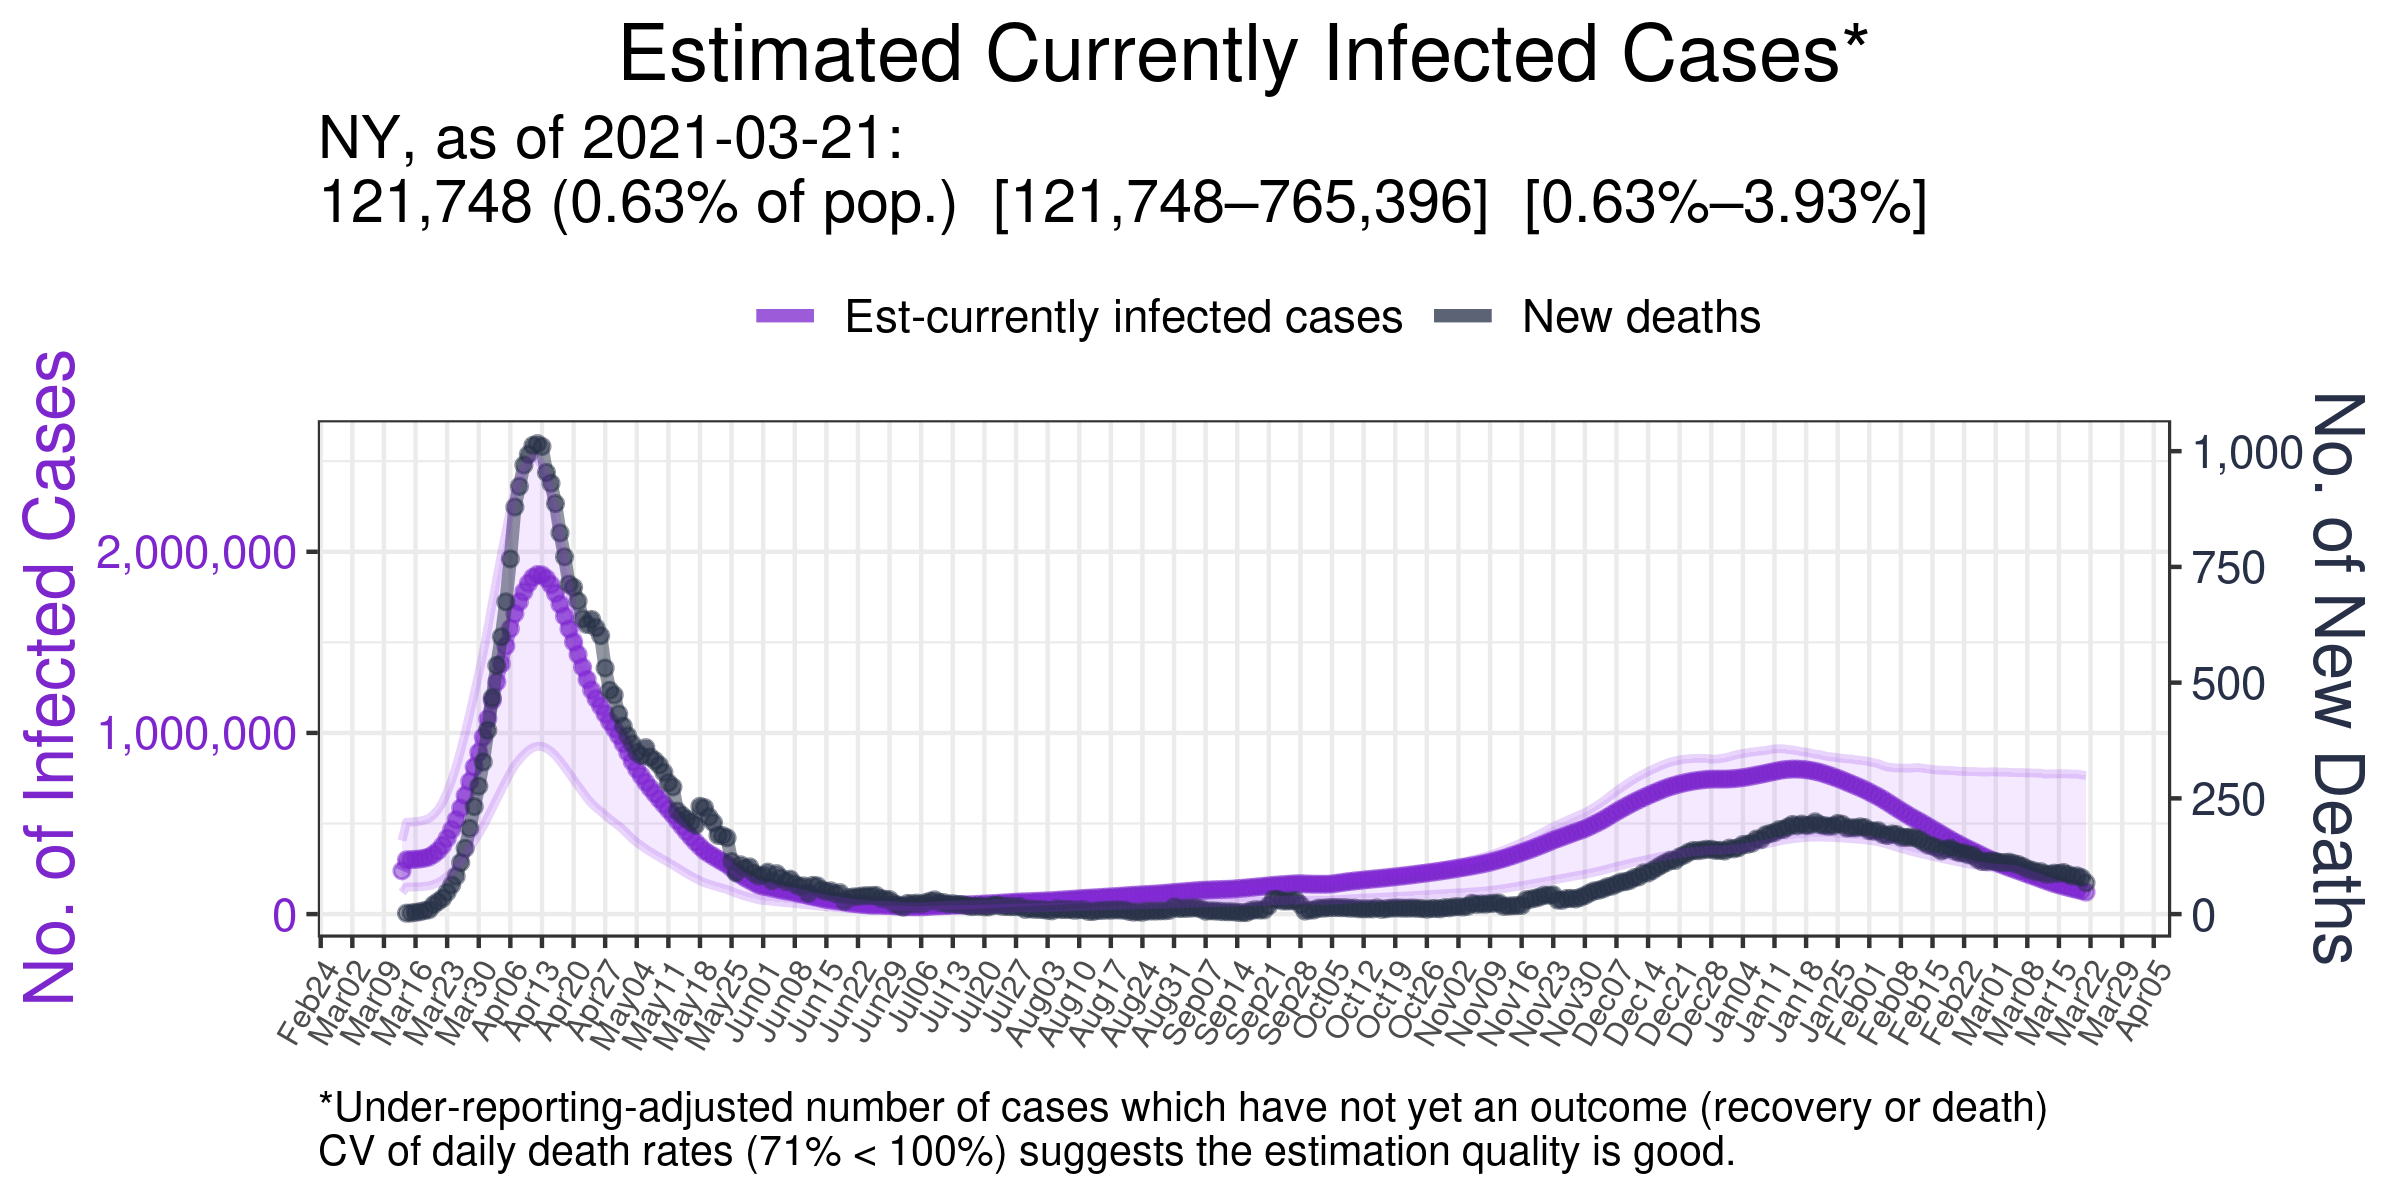 Estimated Currently Infected Cases*
NY, as of 2021-03-21:
121,748 (0.63% of pop.)  [121,748–765,396]  [0.63%–3.93%]
Est-currently infected cases
New deaths
No. of Infected Cases
2,000,000
1,000,000
0
1,000
750
500
250
0
No. of New Deaths
Feb24
Mar02
Mar09
Mar16
Mar23
Mar30
Apr06
Apr13
Apr20
Apr27
May04
May11
May18
May25
Jun01
Jun08
Jun15
Jun22
Jun29
Jul06
Jul13
Jul20
Jul27
Aug03
Aug10
Aug17
Aug24
Aug31
Sep07
Sep14
Sep21
Sep28
Oct05
Oct12
Oct19
Oct26
Nov02
Nov09
Nov16
Nov23
Nov30
Dec07
Dec14
Dec21
Dec28
Jan04
Jan11
Jan18
Jan25
Feb01
Feb08
Feb15
Feb22
Mar01
Mar08
Mar15
Mar22
Mar29
Apr05
*Under-reporting-adjusted number of cases which have not yet an outcome (recovery or death)
CV of daily death rates (71% < 100%) suggests the estimation quality is good.